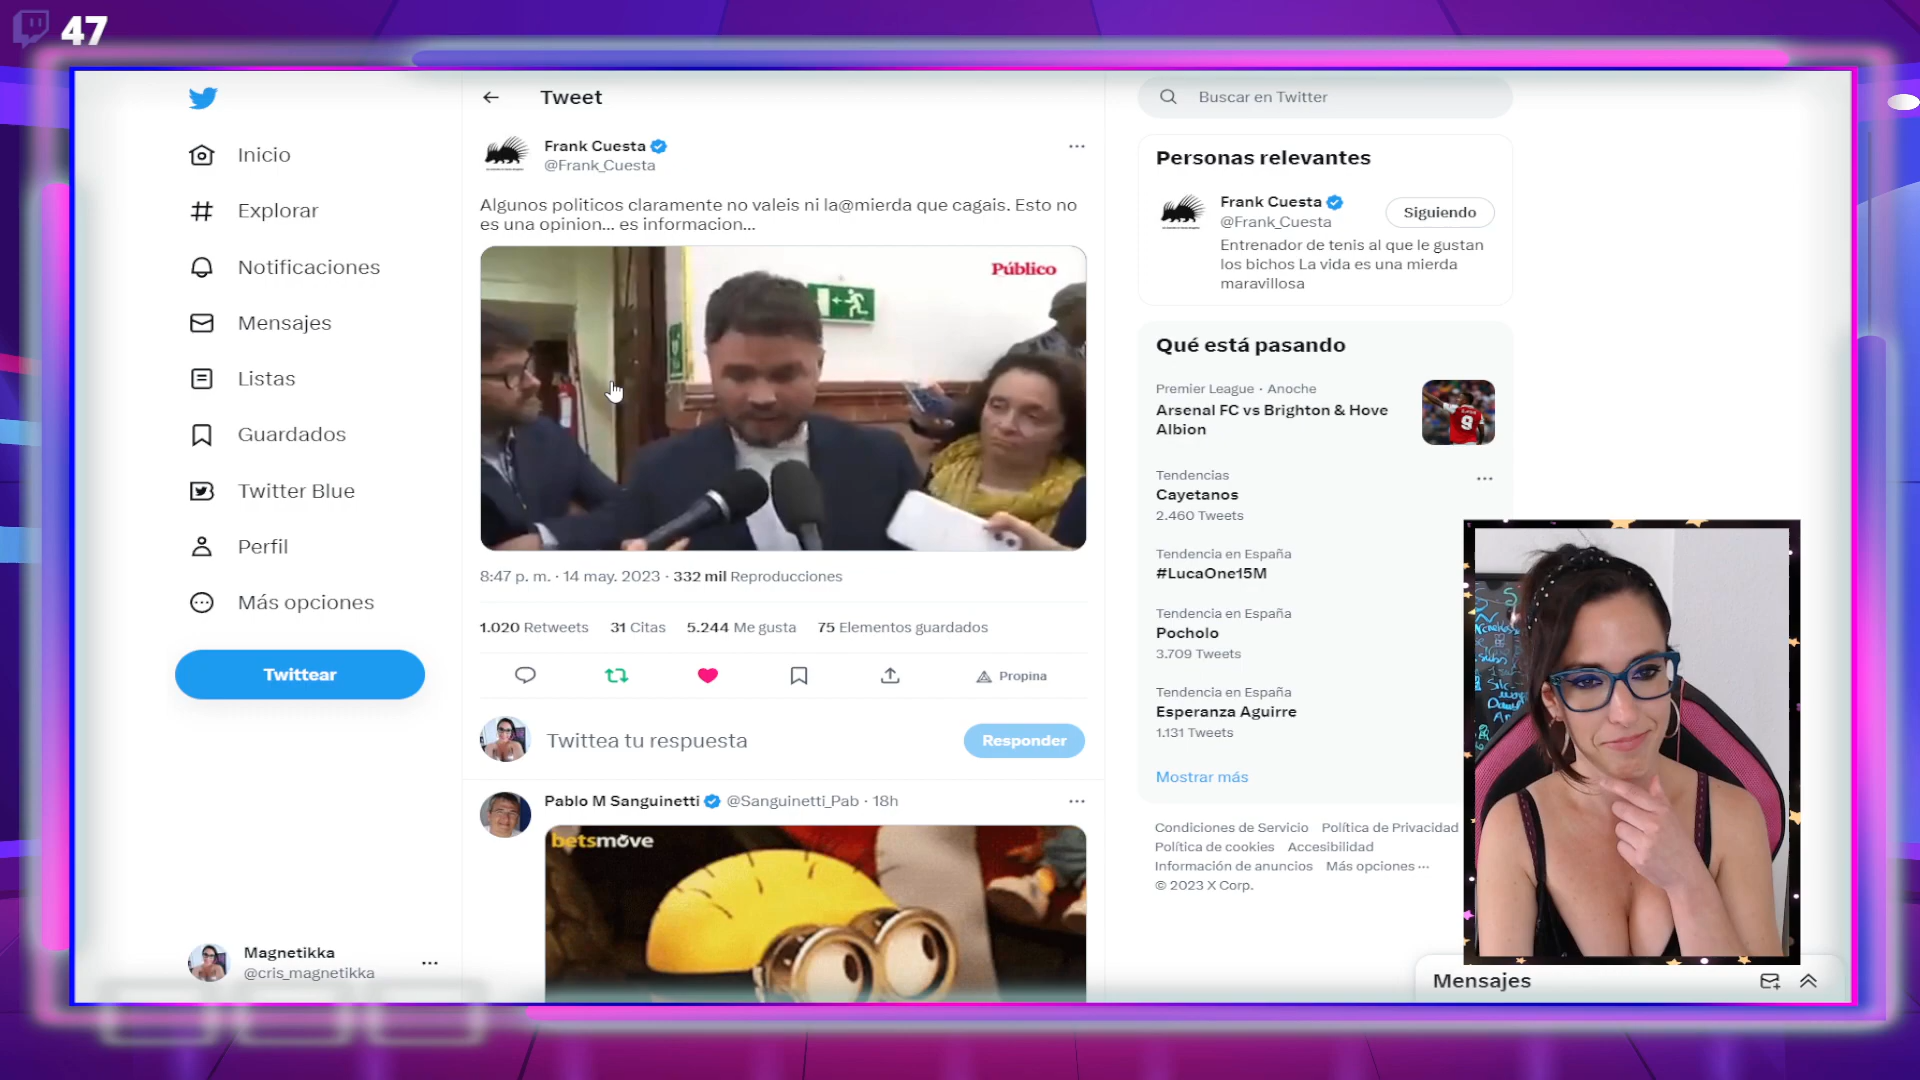 47
Inicio
Explorar
Notificaciones
Mensajes
Listas
Guardados
Twitter Blue
Perfil
Más opciones
Twittear
Magnetikka
@cris_magnetikka
Tweet
Frank Cuesta
@Frank_Cuesta
Algunos politicos claramente no valeis ni la@mierda que cagais. Esto no
es una opinion... es informacion...
Público
8:47 p. m. · 14 may. 2023 · 332 mil Reproducciones
1.020 Retweets 31 Citas 5.244 Me gusta 75 Elementos guardados
Propina
Twittea tu respuesta
Responder
Pablo M Sanguinetti @Sanguinetti_Pab · 18h
betsmove
Buscar en Twitter
Personas relevantes
Frank Cuesta
@Frank_Cuesta
Siguiendo
Entrenador de tenis al que le gustan
los bichos La vida es una mierda
maravillosa
Qué está pasando
Premier League · Anoche
Arsenal FC vs Brighton & Hove
Albion
9
Tendencias
Cayetanos
2.460 Tweets
Tendencia en España
#LucaOne15M
Tendencia en España
Pocholo
3.709 Tweets
Tendencia en España
Esperanza Aguirre
1.131 Tweets
Mostrar más
Condiciones de Servicio Política de Privacidad
Política de cookies Accesibilidad
Información de anuncios Más opciones ···
© 2023 X Corp.
Mensajes